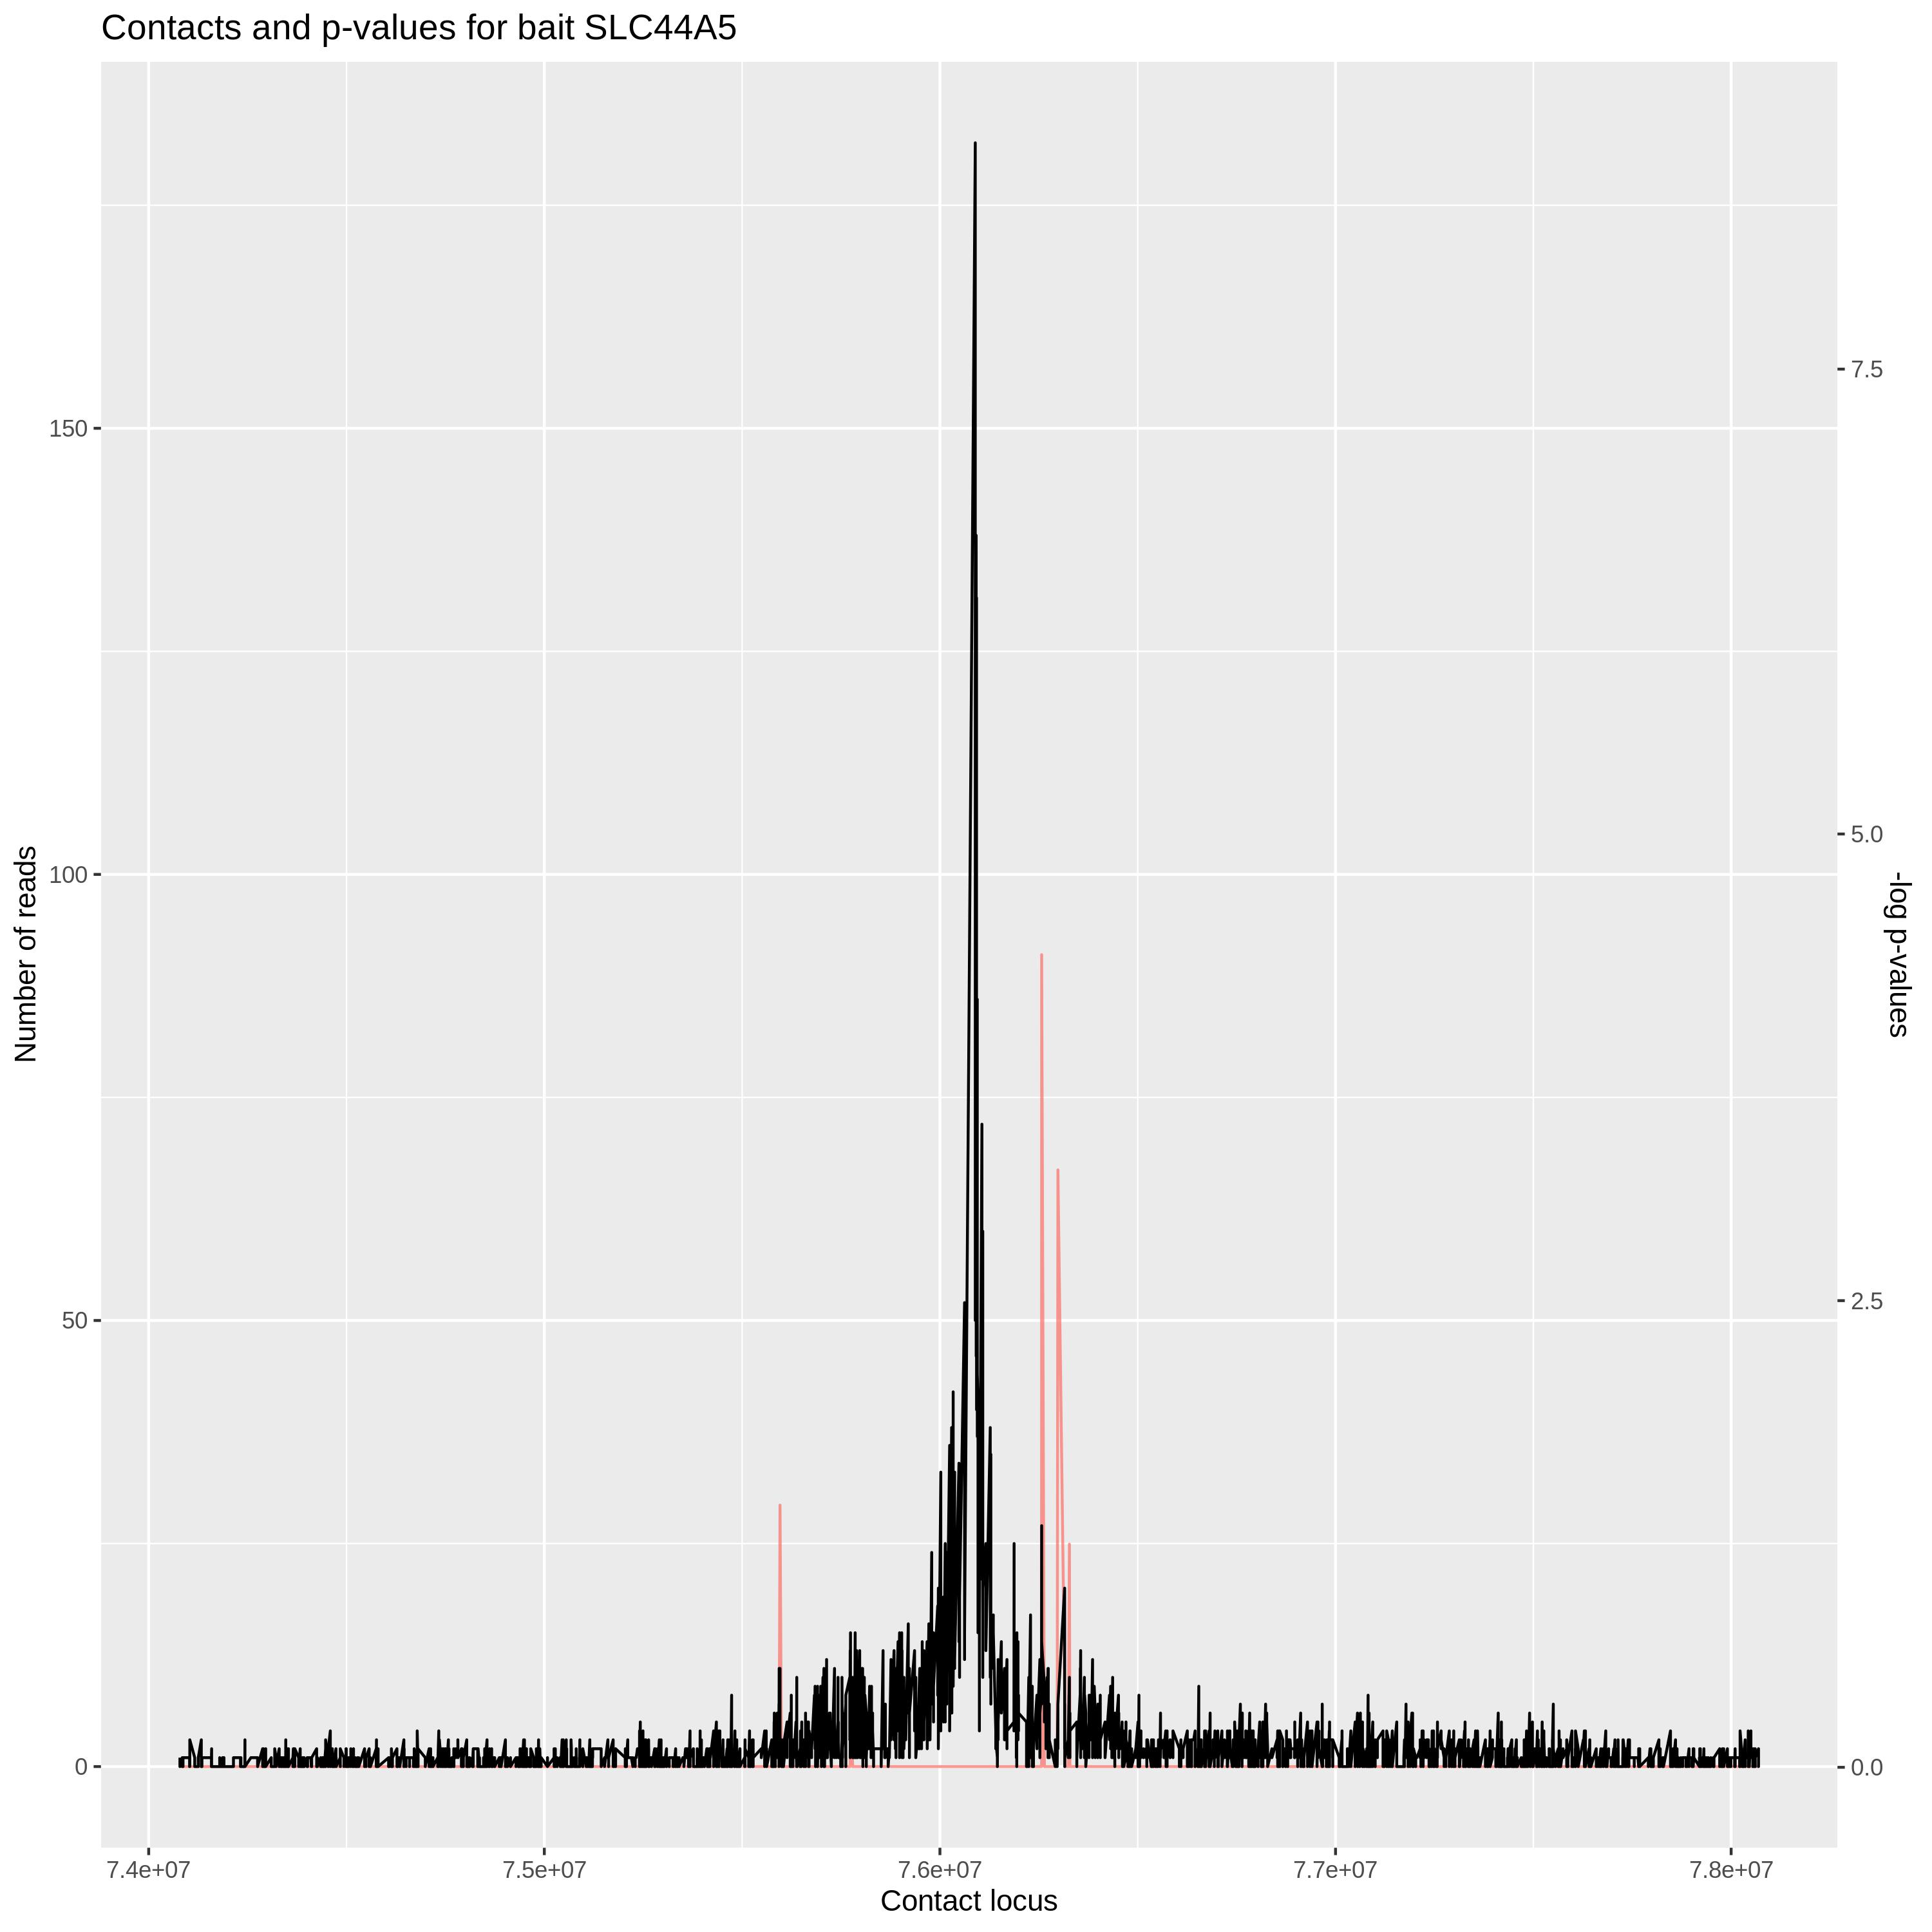 Contacts and p-values for bait SLC44A5
150
100
50
0
Number of reads
7.5
5.0
2.5
0.0
-log p-values
7.4e+07 7.5e+07 7.6e+07 7.7e+07 7.8e+07
Contact locus